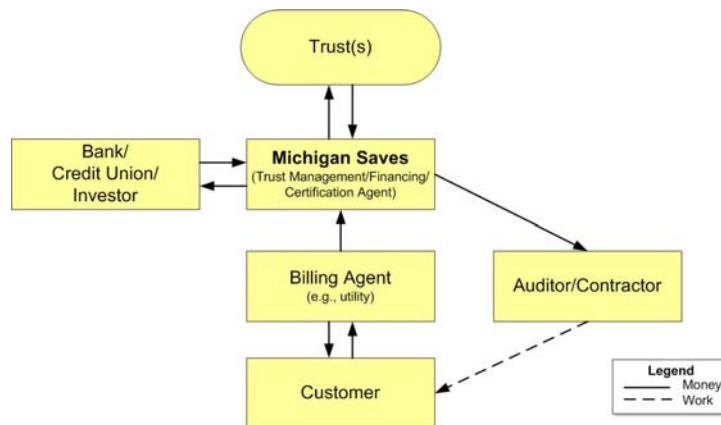 Trust(s)
Bank/
Credit Union/
Investor
Michigan Saves
(Trust Management/Financing/
Certification Agent)
Billing Agent
(e.g., utility)
Auditor/Contractor
Customer
Legend
Money
Work